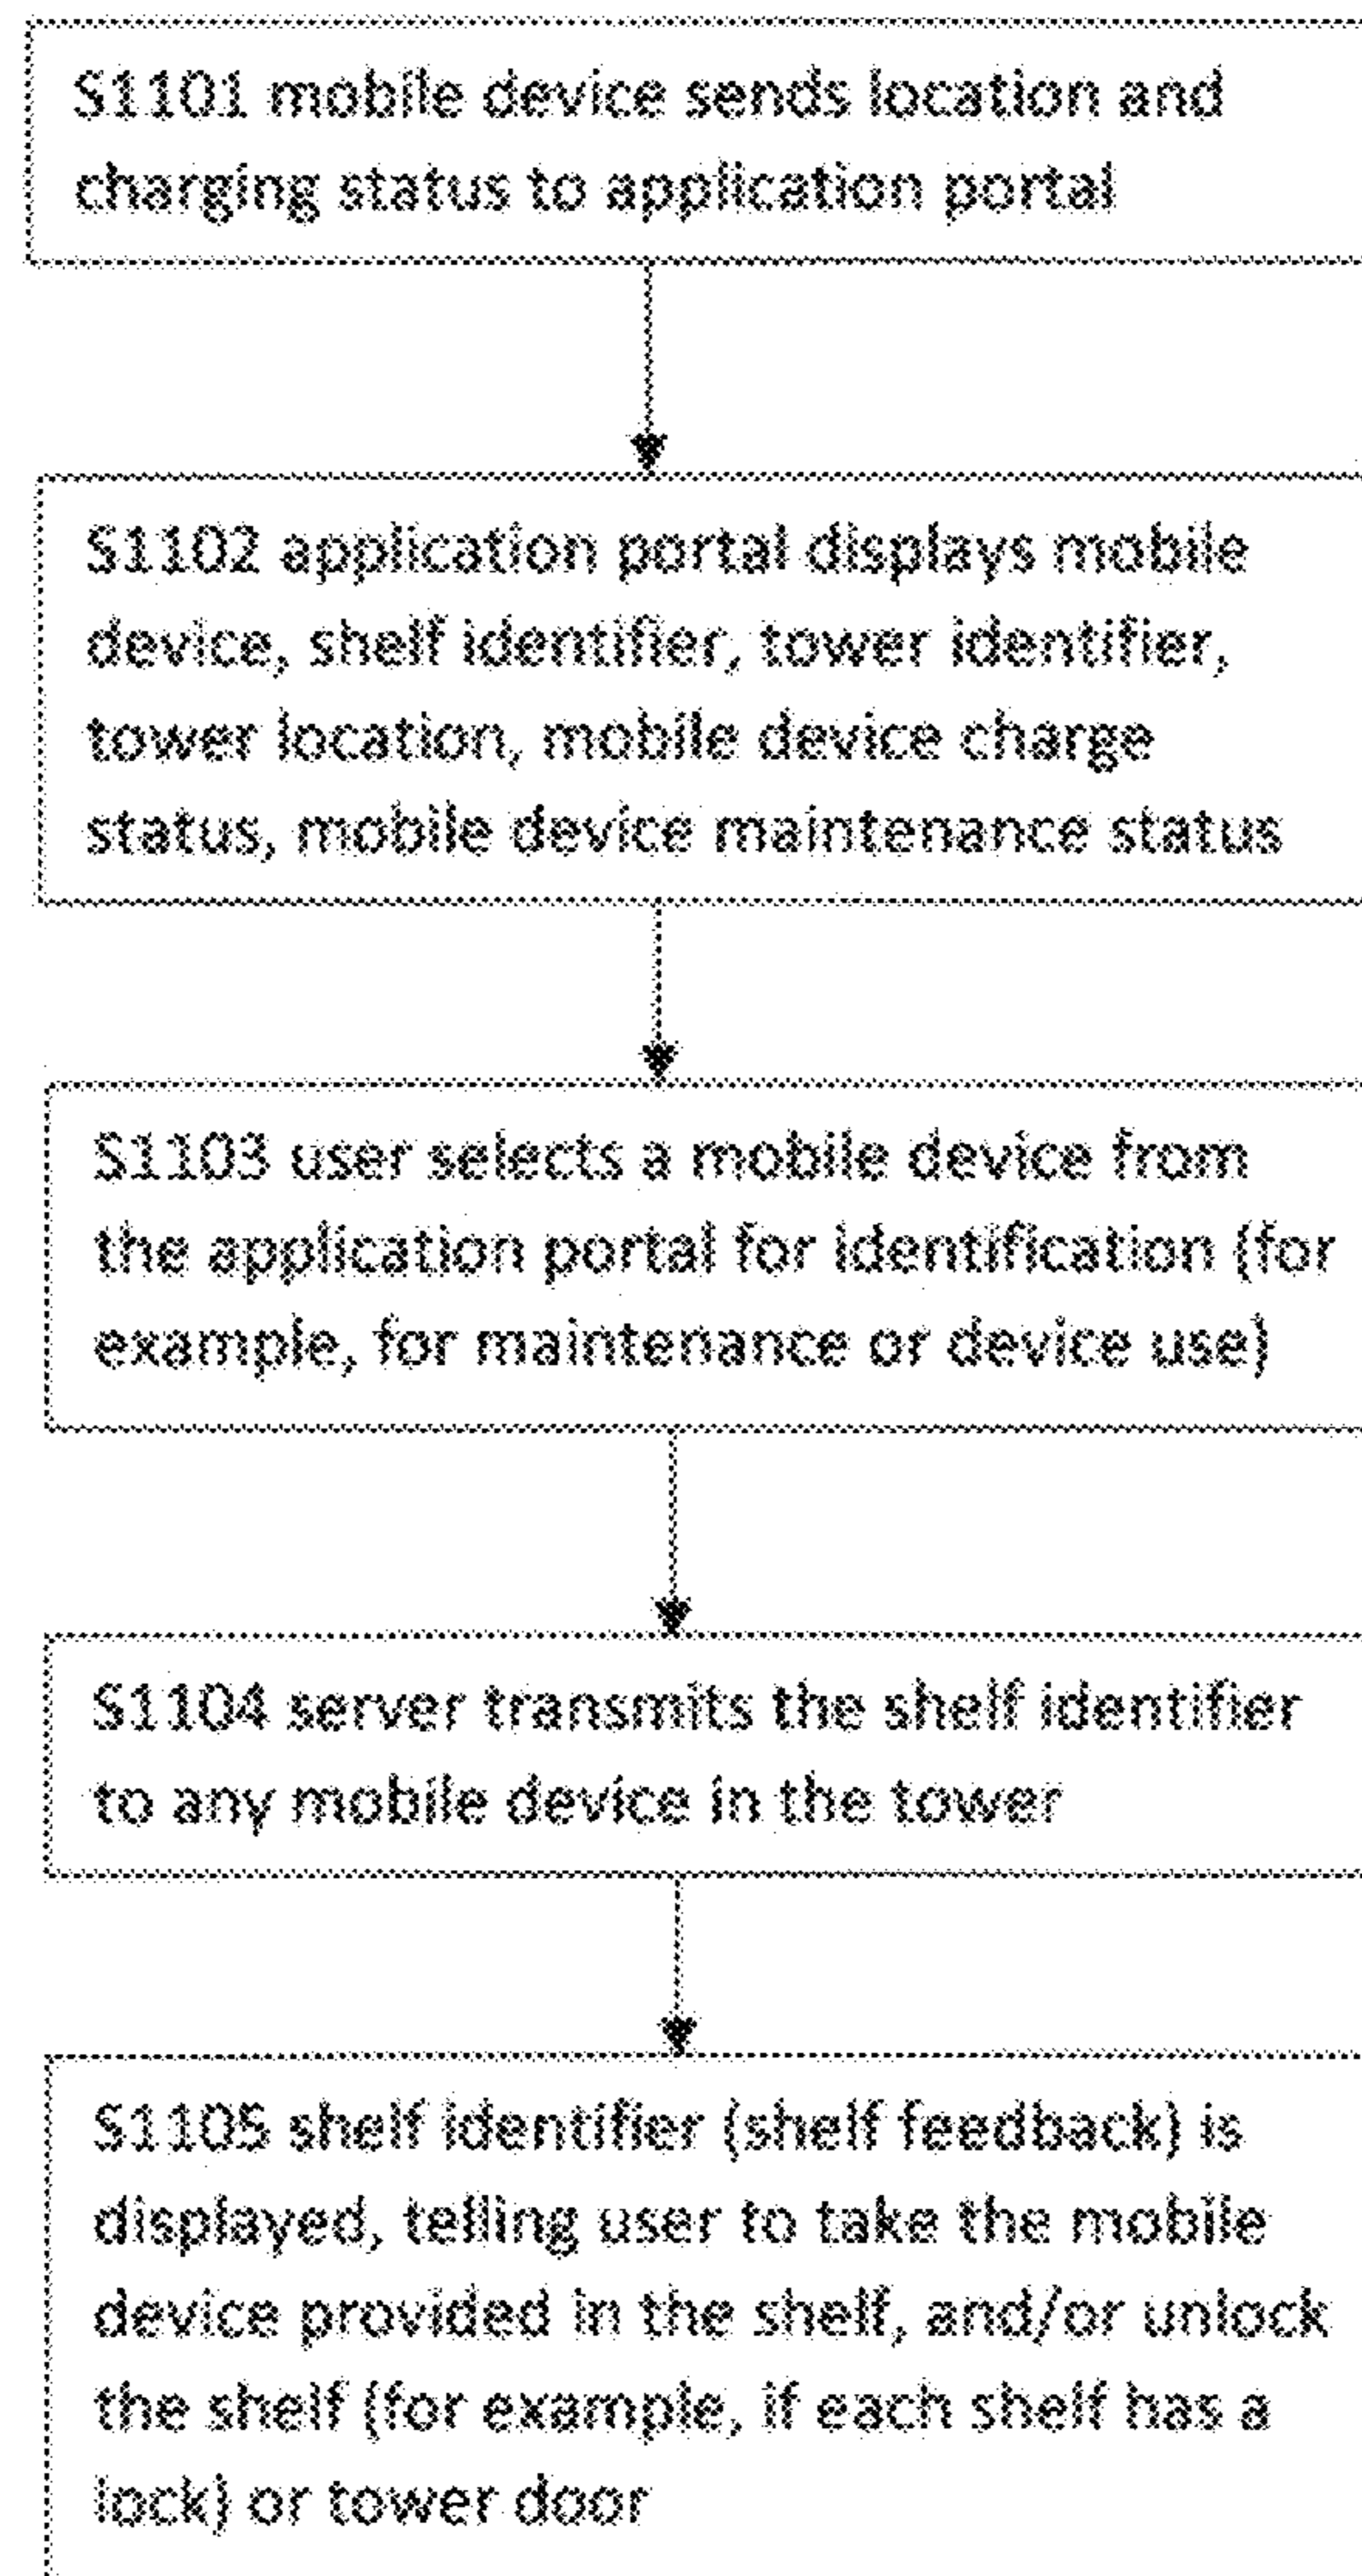 S1101 mobile device sends location and
charging status to application portal
S1102 application portal displays mobile
device, shelf identifier, tower identifier,
tower location, mobile device charge
status, mobile device maintenance status
S1103 user selects a mobile device from
the application portal for identification (for
example, for maintenance or device use)
S1104 server transmits the shelf identifier
to any mobile device in the tower
S1105 shelf identifier (shelf feedback) is
displayed, telling user to take the mobile
device provided in the shelf, and/or unlock
the shelf (for example, if each shelf has a
lock) or tower door